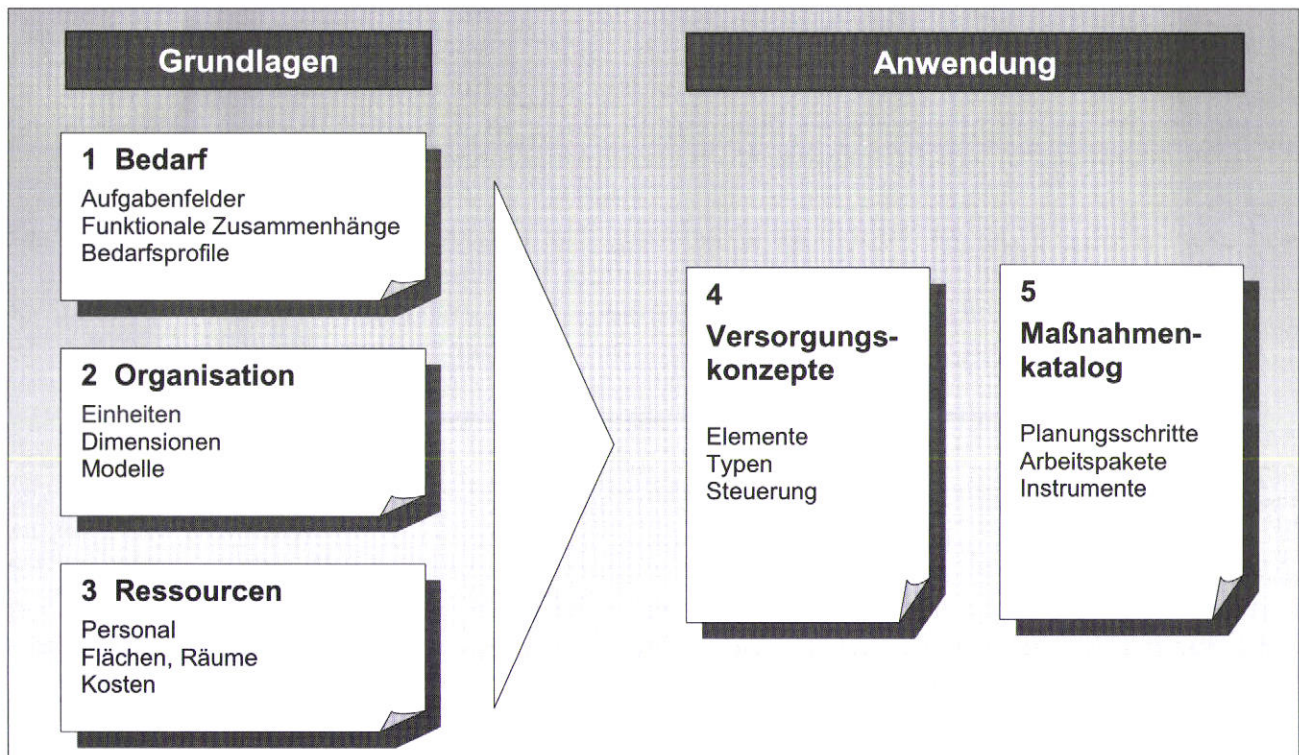 Grundlagen
1 Bedarf
Aufgabenfelder
Funktionale Zusammenhänge
Bedarfsprofile
2 Organisation
Einheiten
Dimensionen
Modelle
3 Ressourcen
Personal
Flächen, Räume
Kosten
Anwendung
4
Versorgungs-
konzepte
Elemente
Typen
Steuerung
5
Maßnahmen-
katalog
Planungsschritte
Arbeitspakete
Instrumente